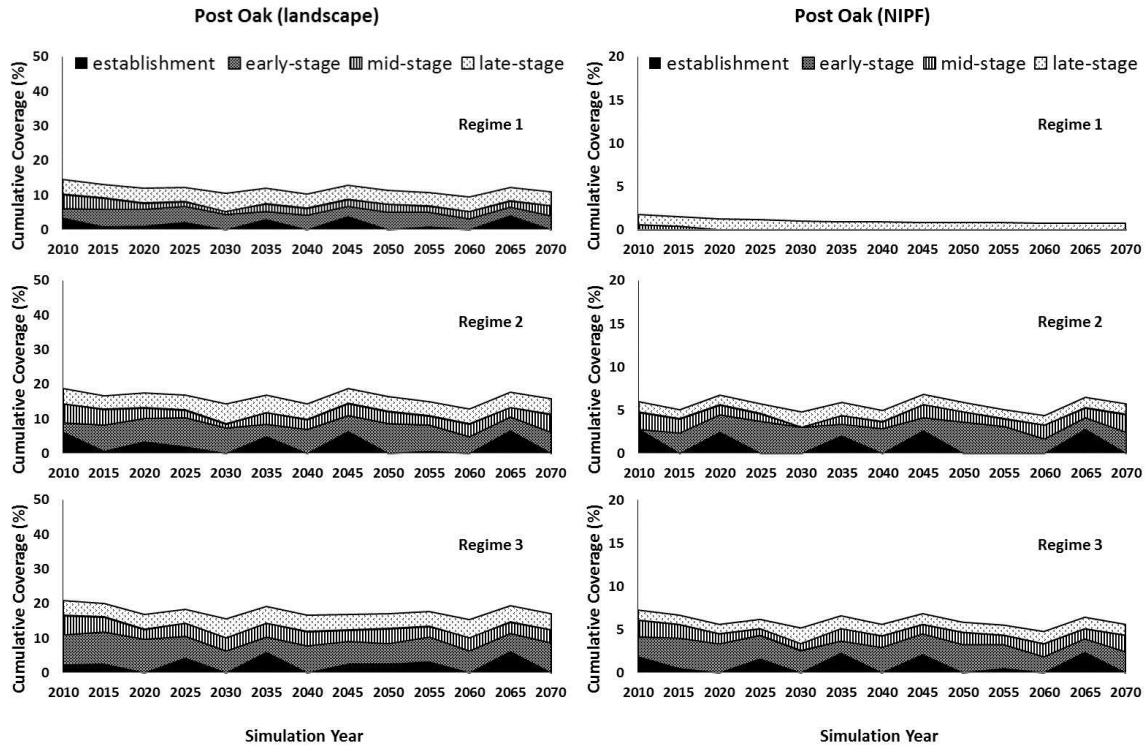 Post Oak (landscape)
Cumulative Coverage (%)
50
40
30
20
10
0
establishment early-stage mid-stage late-stage
Regime 1
2010 2015 2020 2025 2030 2035 2040 2045 2050 2055 2060 2065 2070
Cumulative Coverage (%)
50
40
30
20
10
0
Regime 2
2010 2015 2020 2025 2030 2035 2040 2045 2050 2055 2060 2065 2070
Cumulative Coverage (%)
50
40
30
20
10
0
Regime 3
2010 2015 2020 2025 2030 2035 2040 2045 2050 2055 2060 2065 2070
Simulation Year
Post Oak (NIPF)
Cumulative Coverage (%)
20
15
10
5
0
establishment early-stage mid-stage late-stage
Regime 1
2010 2015 2020 2025 2030 2035 2040 2045 2050 2055 2060 2065 2070
Cumulative Coverage (%)
20
15
10
5
0
Regime 2
2010 2015 2020 2025 2030 2035 2040 2045 2050 2055 2060 2065 2070
Cumulative Coverage (%)
20
15
10
5
0
Regime 3
2010 2015 2020 2025 2030 2035 2040 2045 2050 2055 2060 2065 2070
Simulation Year